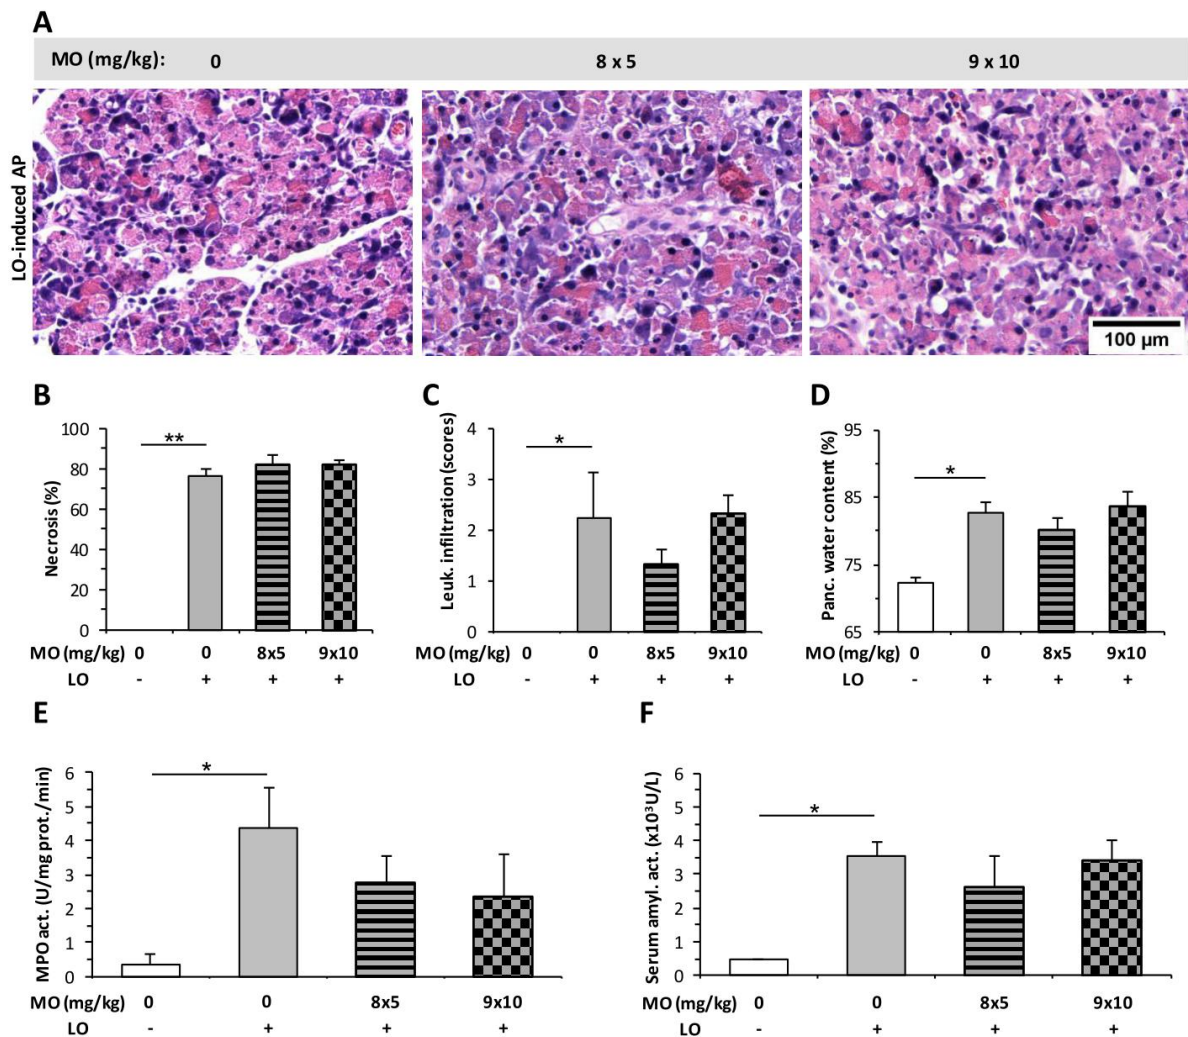 A
MO (mg/kg): 0 8 x 5 9 x 10
LO-induced AP
100 µm
B
Necrosis (%)
100
80
60
40
20
0
**
MO (mg/kg) 0 0 8x5 9x10
LO - + + +
C
Leuk. infiltration (scores)
4
3
2
1
0
*
MO (mg/kg) 0 0 8x5 9x10
LO - + + +
D
Panc. water content (%)
95
85
75
65
*
MO (mg/kg) 0 0 8x5 9x10
LO - + + +
E
MPO act. (U/mg prot./min)
6
5
4
3
2
1
0
*
MO (mg/kg) 0 0 8x5 9x10
LO - + + +
F
Serum amyl. act. (x10³U/L)
6
5
4
3
2
1
0
*
MO (mg/kg) 0 0 8x5 9x10
LO - + + +